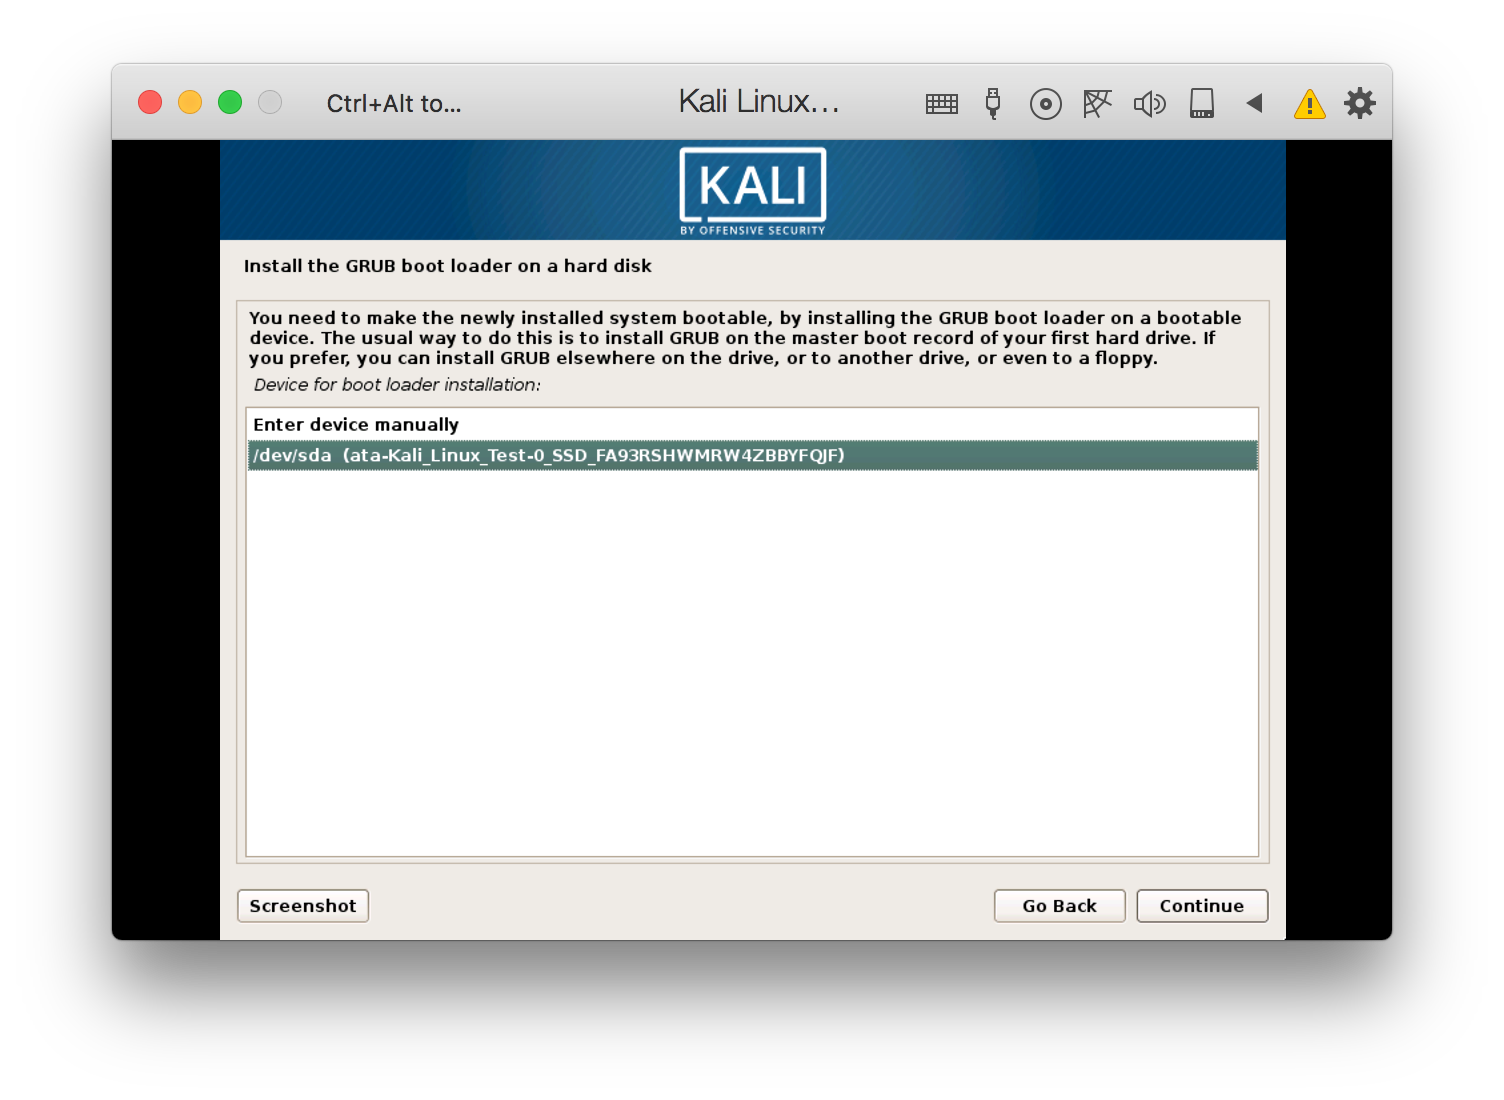 Ctrl+Alt to...
Kali Linux...
KALI
BY OFFENSIVE SECURITY
Install the GRUB boot loader on a hard disk
You need to make the newly installed system bootable, by installing the GRUB boot loader on a bootable
device. The usual way to do this is to install GRUB on the master boot record of your first hard drive. If
you prefer, you can install GRUB elsewhere on the drive, or to another drive, or even to a floppy.
Device for boot loader installation:
Enter device manually
/dev/sda (ata-Kali_Linux_Test-0_SSD_FA93RSHWMRW4ZBBYFQJF)
Screenshot
Go Back
Continue